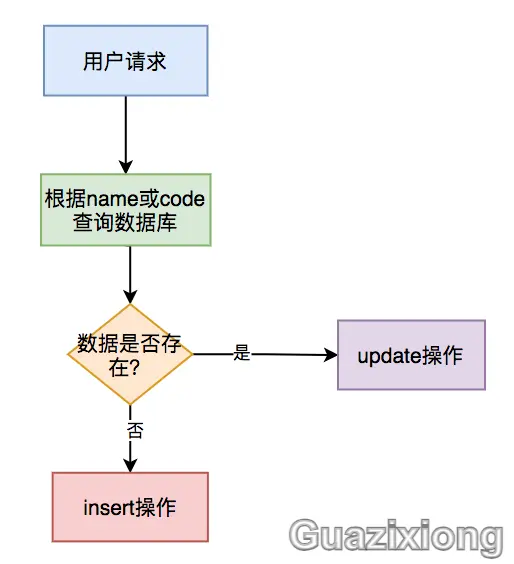 用户请求
根据name或code
查询数据库
数据是否存
在?
是
update操作
否
insert操作
Guazixiong